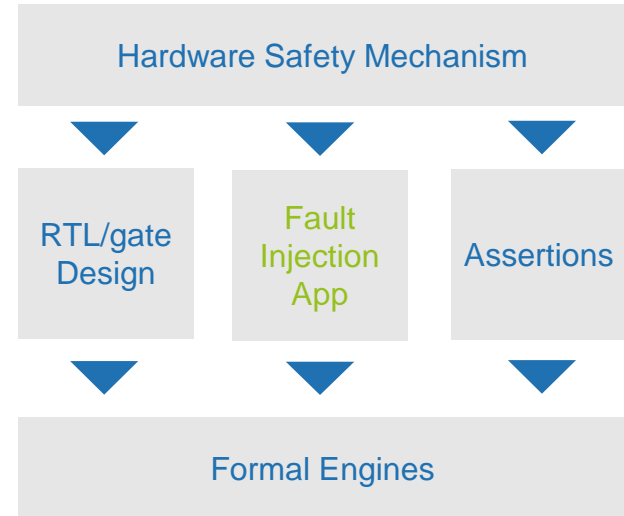 Hardware Safety Mechanism
RTL/gate
Design
Fault
Injection
App
Assertions
Formal Engines